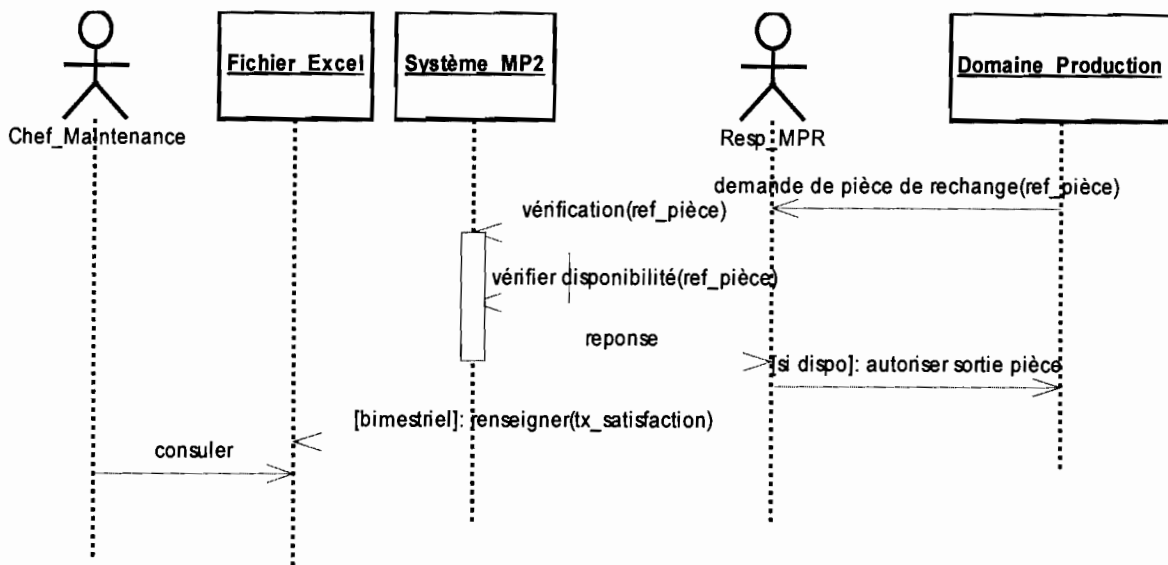 Fichier_Excel
Système_MP2
Domaine_Production
Chef_Maintenance
Resp_MPR
demande de pièce de rechange(ref_pièce)
vérification(ref_pièce)
vérifier disponibilité(ref_pièce)
reponse
[si dispo]: autoriser sortie pièce
[bimestriel]: renseigner(tx_satisfaction)
consuler